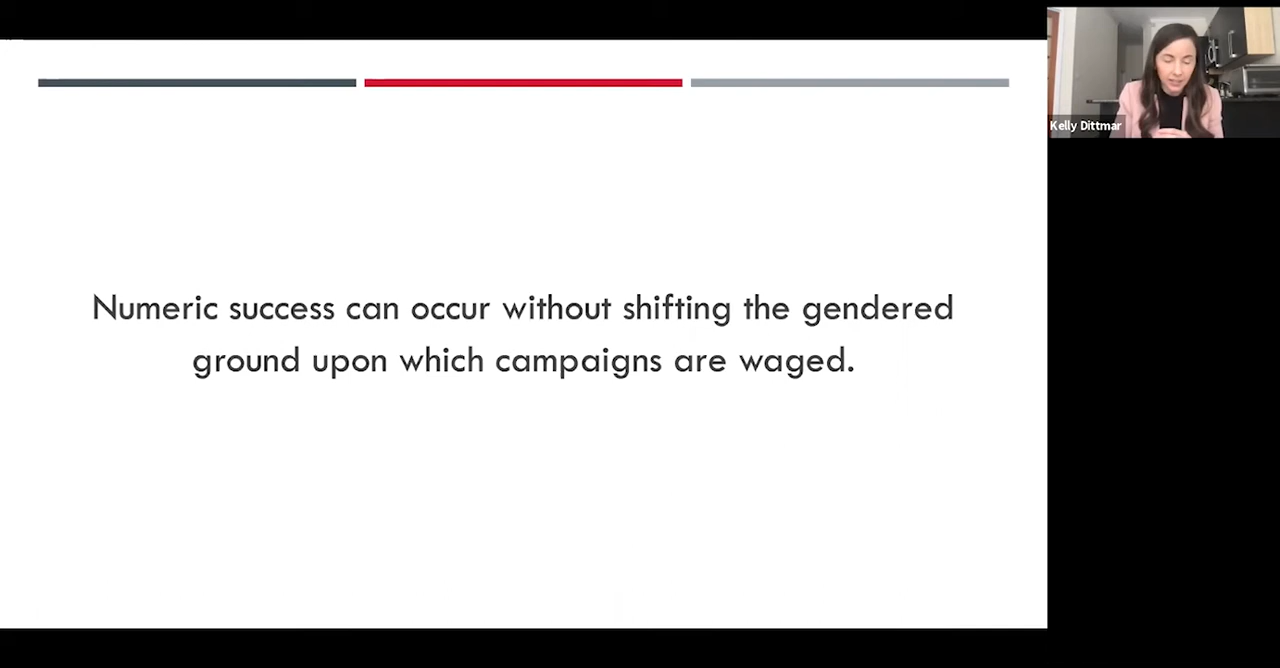 Numeric success can occur without shifting the gendered
ground upon which campaigns are waged.
Kelly Dittmar